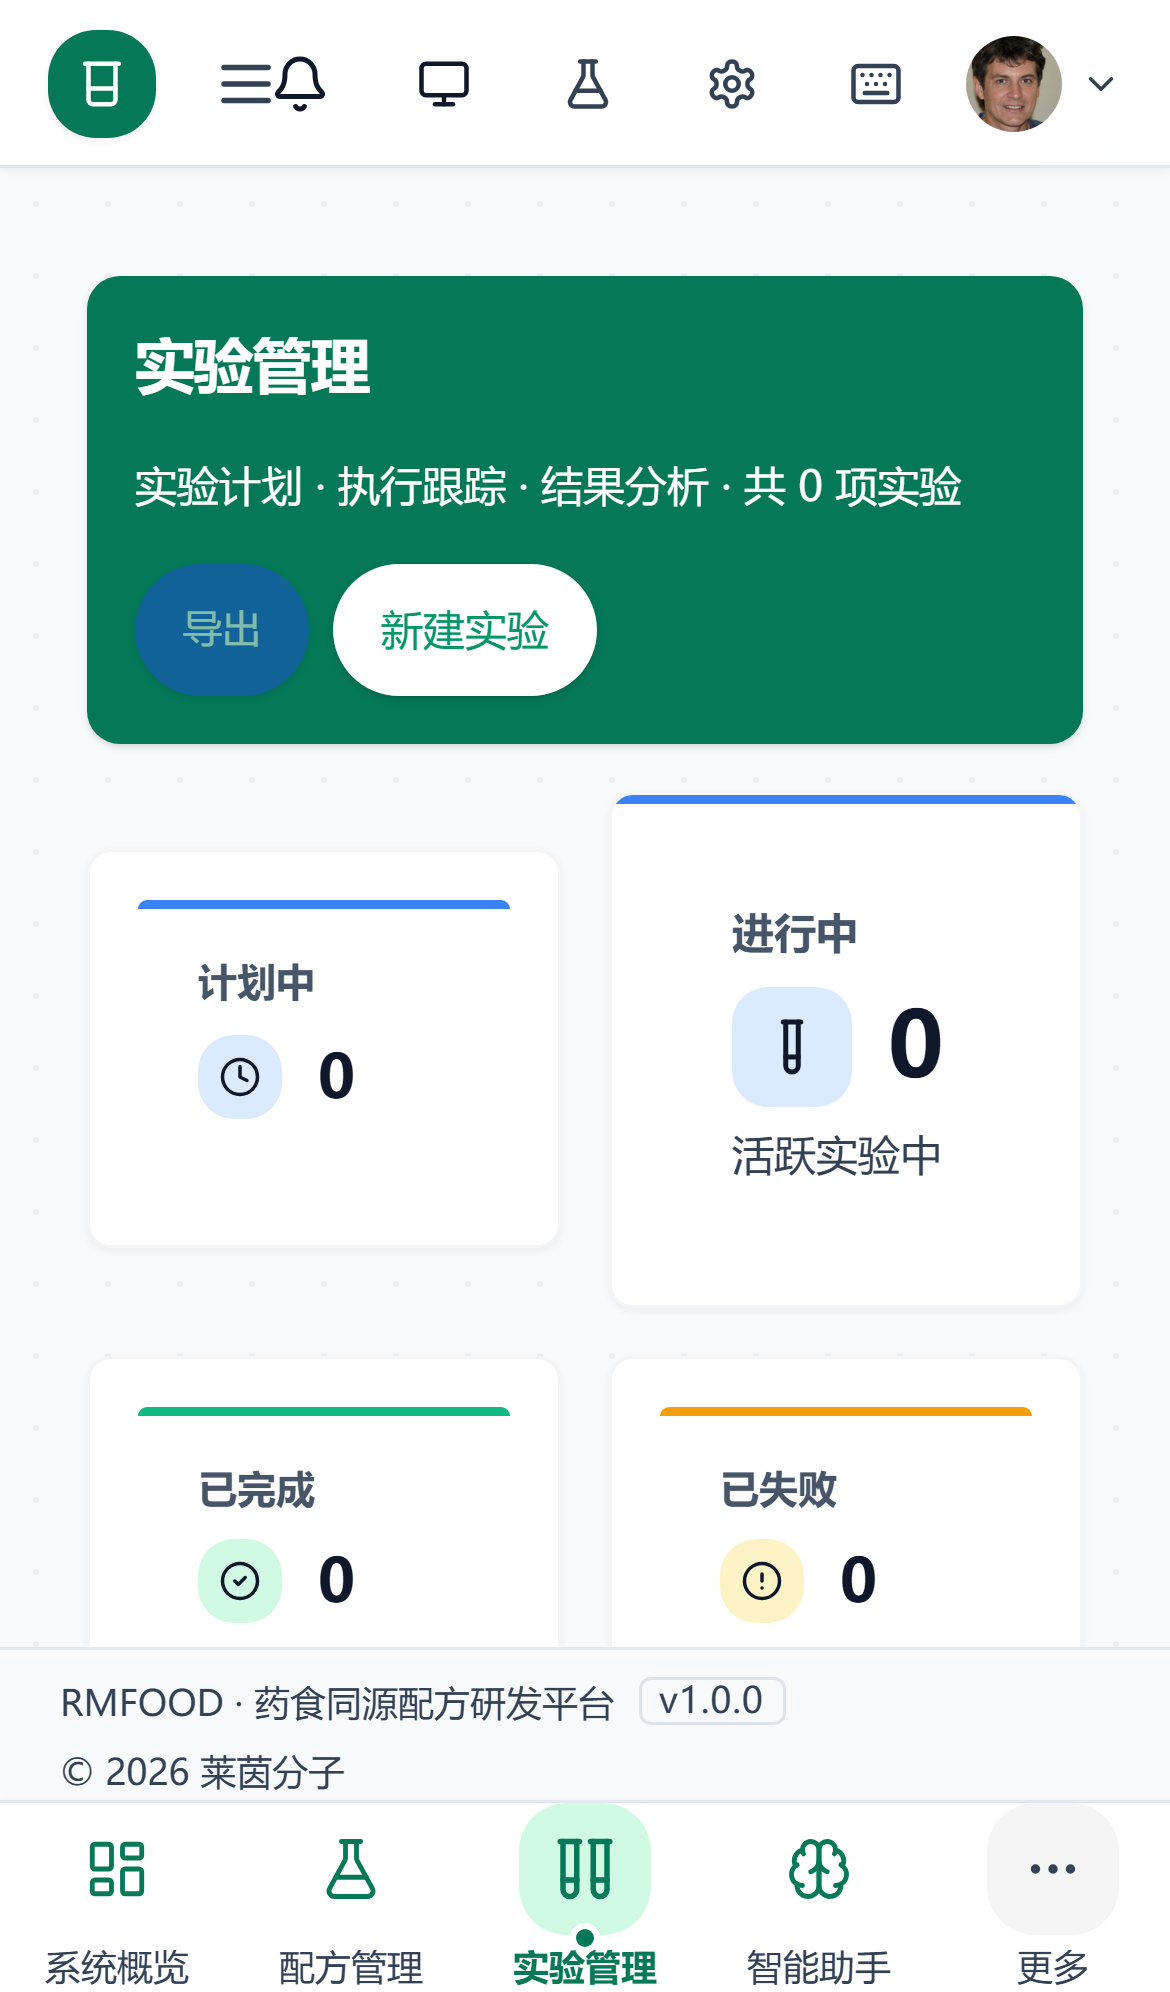 实验管理
实验计划 · 执行跟踪 · 结果分析 · 共 0 项实验
导出
新建实验
计划中
0
进行中
0
活跃实验中
已完成
0
已失败
0
RMFOOD · 药食同源配方研发平台 v1.0.0
© 2026 莱茵分子
系统概览
配方管理
实验管理
智能助手
更多